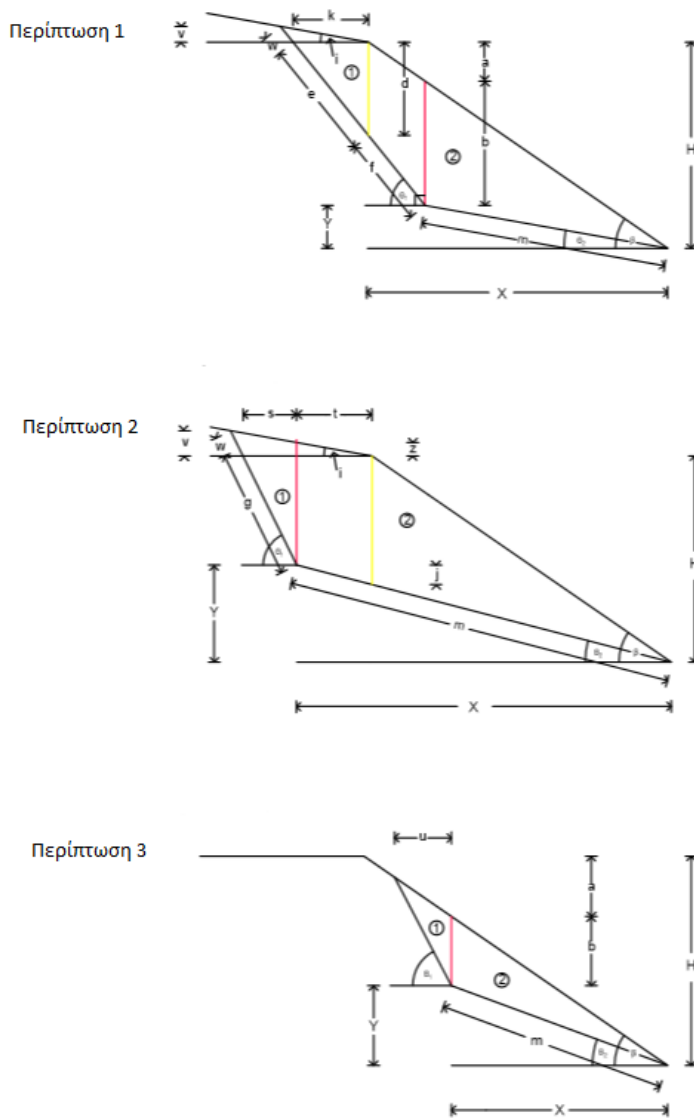 Περίπτωση 1
k
v
w
i
a
①
d
e
H
b
②
f
θ₁
Y
m
θ₂
β
X
Περίπτωση 2
s
t
v
w
z
i
①
g
②
H
θ₁
j
Y
m
θ₂
β
X
Περίπτωση 3
u
a
①
H
b
θ₁
②
Y
m
θ₂
β
X